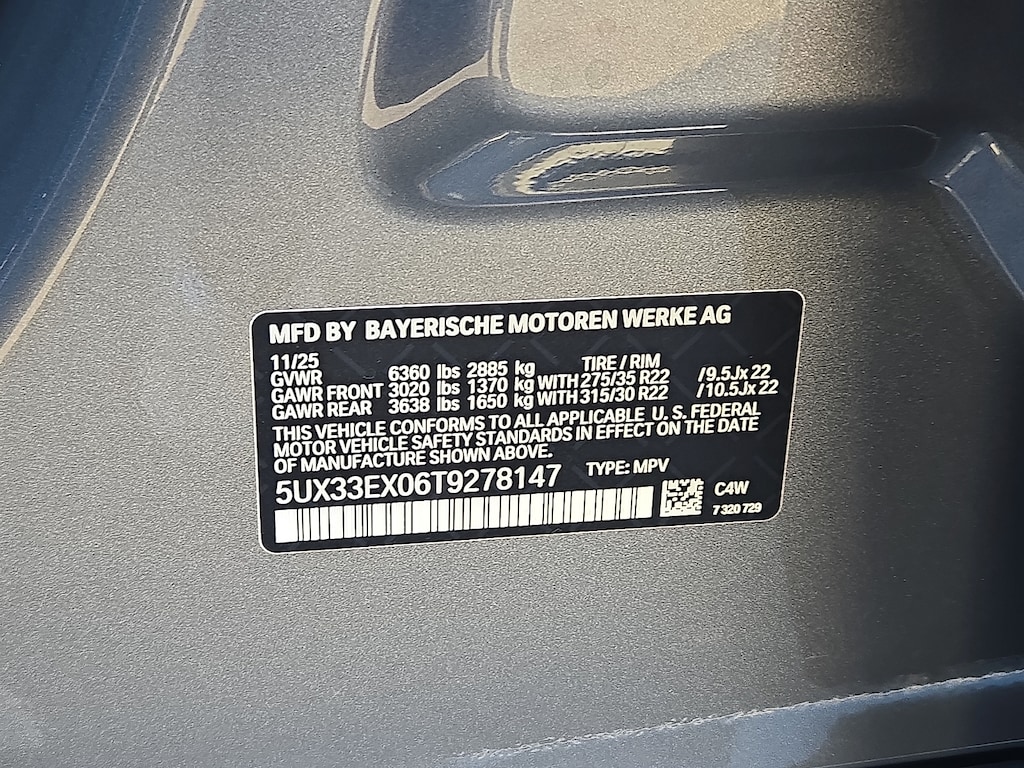 MFD BY BAYERISCHE MOTOREN WERKE AG
11/25 TIRE / RIM
GVWR 6360 lbs 2885 kg
GAWR FRONT 3020 lbs 1370 kg WITH 275/35 R22 /9.5Jx22
GAWR REAR 3638 lbs 1650 kg WITH 315/30 R22 /10.5Jx22
THIS VEHICLE CONFORMS TO ALL APPLICABLE U. S. FEDERAL
MOTOR VEHICLE SAFETY STANDARDS IN EFFECT ON THE DATE
OF MANUFACTURE SHOWN ABOVE.
5UX33EX06T9278147 TYPE: MPV
C4W
7 320 729